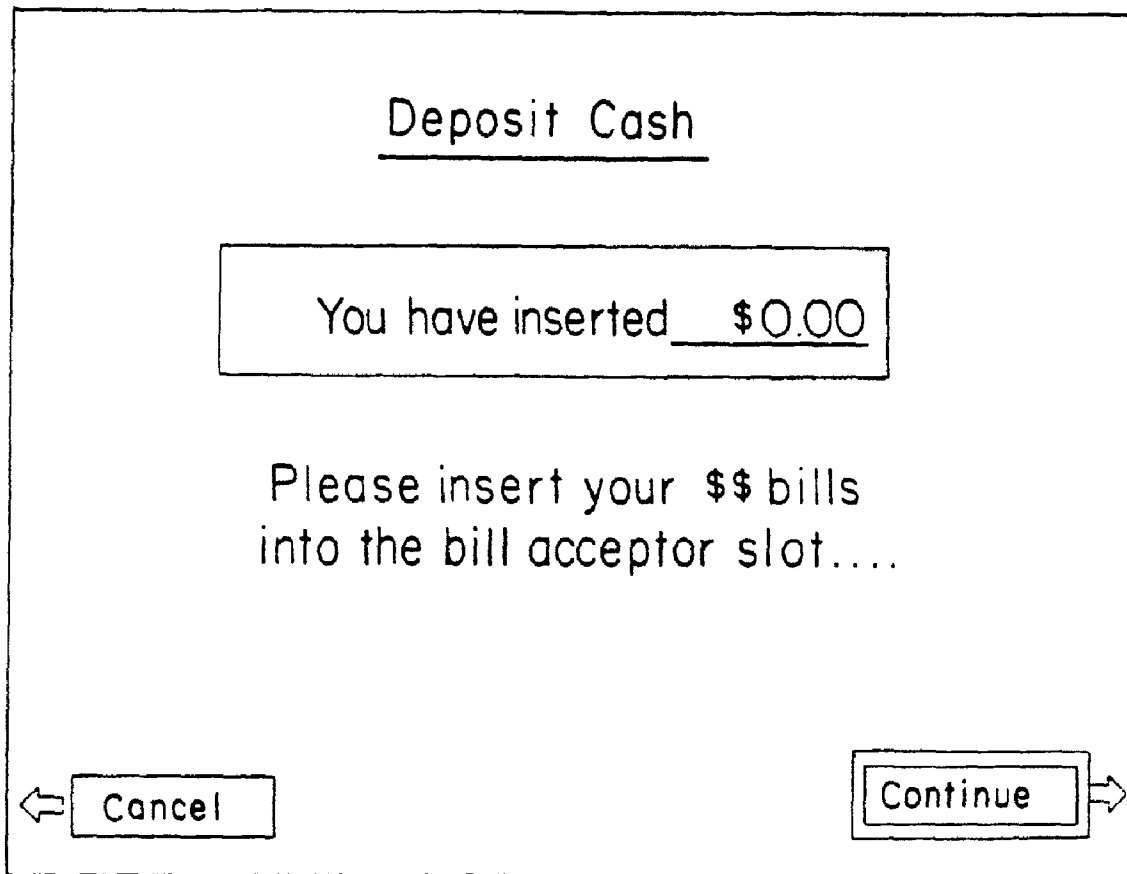 Deposit Cash
You have inserted $0.00
Please insert your $$ bills
into the bill acceptor slot....
Cancel
Continue